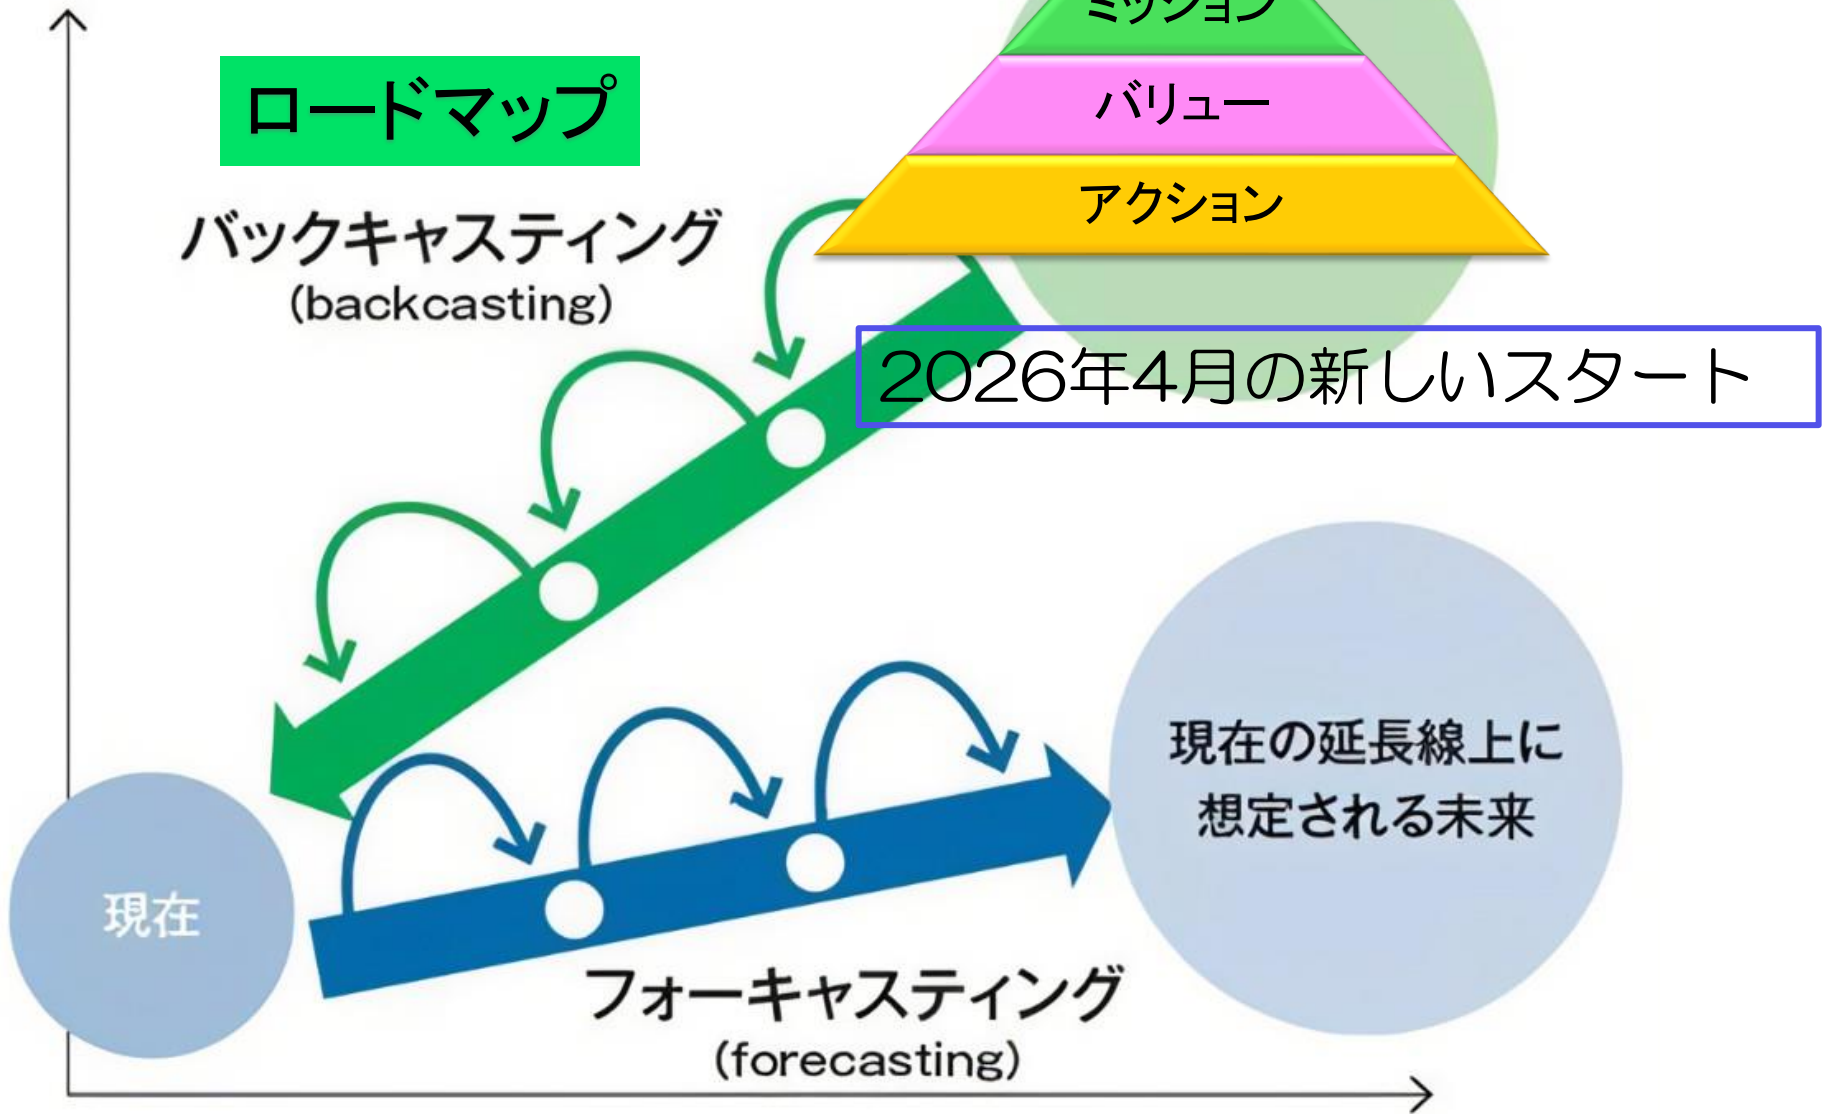 ミッション
ロードマップ
バリュー
アクション
バックキャスティング
(backcasting)
2026年4月の新しいスタート
現在の延長線上に
想定される未来
現在
フォーキャスティング
(forecasting)